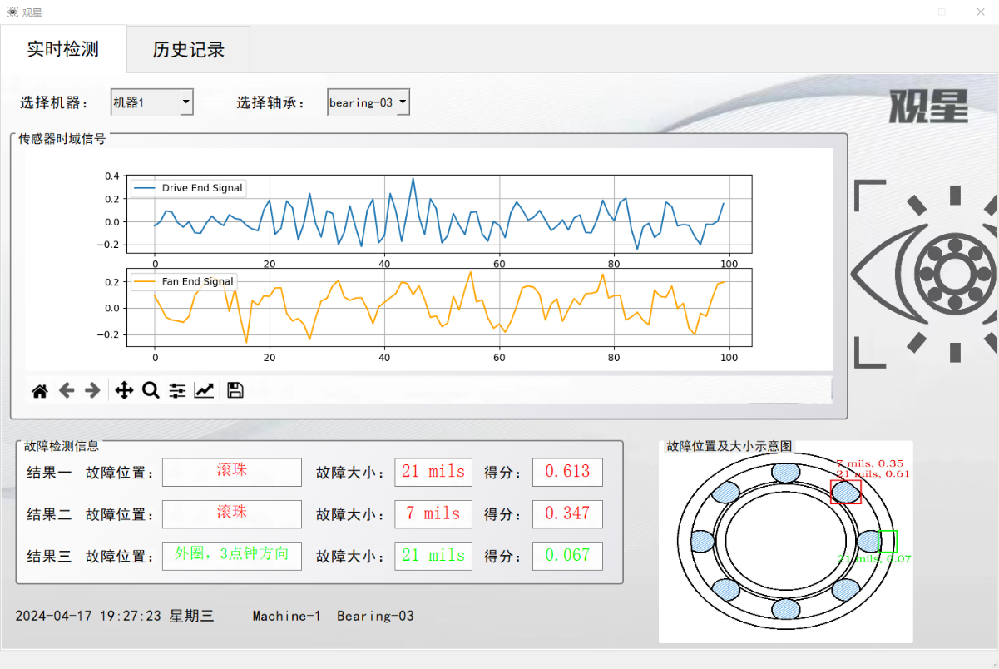 观星
实时检测 历史记录
选择机器： 机器1 选择轴承： bearing-03
观星
传感器时域信号
0.4
0.2
0.0
−0.2
Drive End Signal
0 20 40 60 80 100
0.2
0.0
−0.2
Fan End Signal
0 20 40 60 80 100
故障检测信息
结果一 故障位置： 滚珠 故障大小： 21 mils 得分： 0.613
结果二 故障位置： 滚珠 故障大小： 7 mils 得分： 0.347
结果三 故障位置： 外圈，3点钟方向 故障大小： 21 mils 得分： 0.067
故障位置及大小示意图
7 mils, 0.35
21 mils, 0.61
21 mils, 0.07
2024-04-17 19:27:23 星期三 Machine-1 Bearing-03